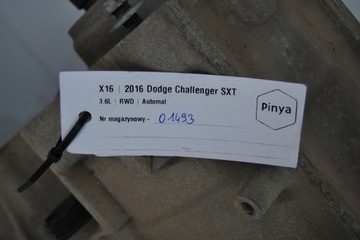 X16 | 2016 Dodge Challenger SXT
3.6L | RWD | Automat
Nr magazynowy – 01493
Pinya